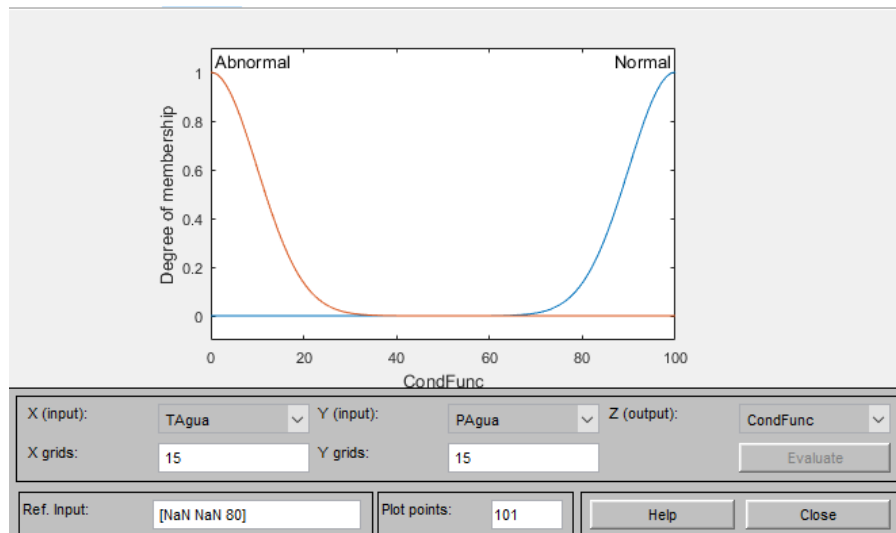 Abnormal Normal
1
0.8
0.6
0.4
0.2
0
Degree of membership
0 20 40 60 80 100
CondFunc
X (input): TAgua Y (input): PAgua Z (output): CondFunc
X grids: 15 Y grids: 15 Evaluate
Ref. Input: [NaN NaN 80] Plot points: 101 Help Close